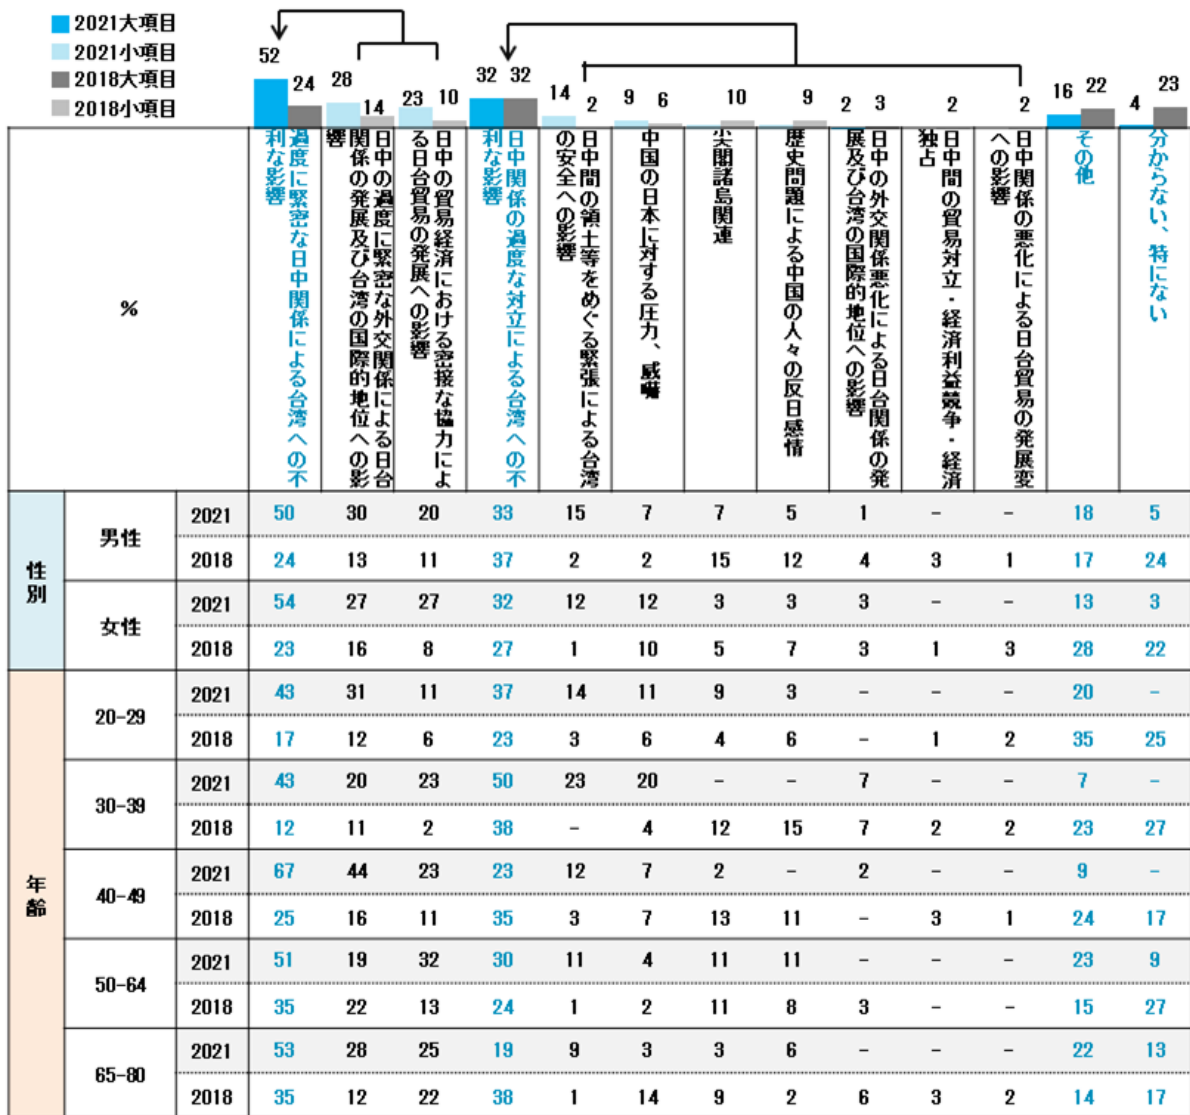 2021大項目
2021小項目
2018大項目
2018小項目
52 24 28 14 23 10 32 32 14 2 9 6 10 9 2 3 2 2 16 22 4 23
%
過度に緊密な日中関係による台湾への不
利な影響
日中の過度に緊密な外交関係による日台
関係の発展及び台湾の国際的地位への影
響
日中の貿易経済における密接な協力によ
る日台貿易の発展への影響
日中関係の過度な対立による台湾への不
利な影響
日中間の領土等をめぐる緊張による台湾
の安全への影響
中国の日本に対する圧力、威嚇
尖閣諸島関連
歴史問題による中国の人々の反日感情
日中の外交関係悪化による日台関係の発
展及び台湾の国際的地位への影響
日中間の貿易対立・経済利益競争・経済
独占
日中関係の悪化による日台貿易の発展変
への影響
その他
分からない、特にない
性別
男性
2021 50 30 20 33 15 7 7 5 1 - - 18 5
2018 24 13 11 37 2 2 15 12 4 3 1 17 24
女性
2021 54 27 27 32 12 12 3 3 3 - - 13 3
2018 23 16 8 27 1 10 5 7 3 1 3 28 22
年齢
20-29
2021 43 31 11 37 14 11 9 3 - - - 20 -
2018 17 12 6 23 3 6 4 6 - 1 2 35 25
30-39
2021 43 20 23 50 23 20 - - 7 - - 7 -
2018 12 11 2 38 - 4 12 15 7 2 2 23 27
40-49
2021 67 44 23 23 12 7 2 - 2 - - 9 -
2018 25 16 11 35 3 7 13 11 - 3 1 24 17
50-64
2021 51 19 32 30 11 4 11 11 - - - 23 9
2018 35 22 13 24 1 2 11 8 3 - - 15 27
65-80
2021 53 28 25 19 9 3 3 6 - - - 22 13
2018 35 12 22 38 1 14 9 2 6 3 2 14 17